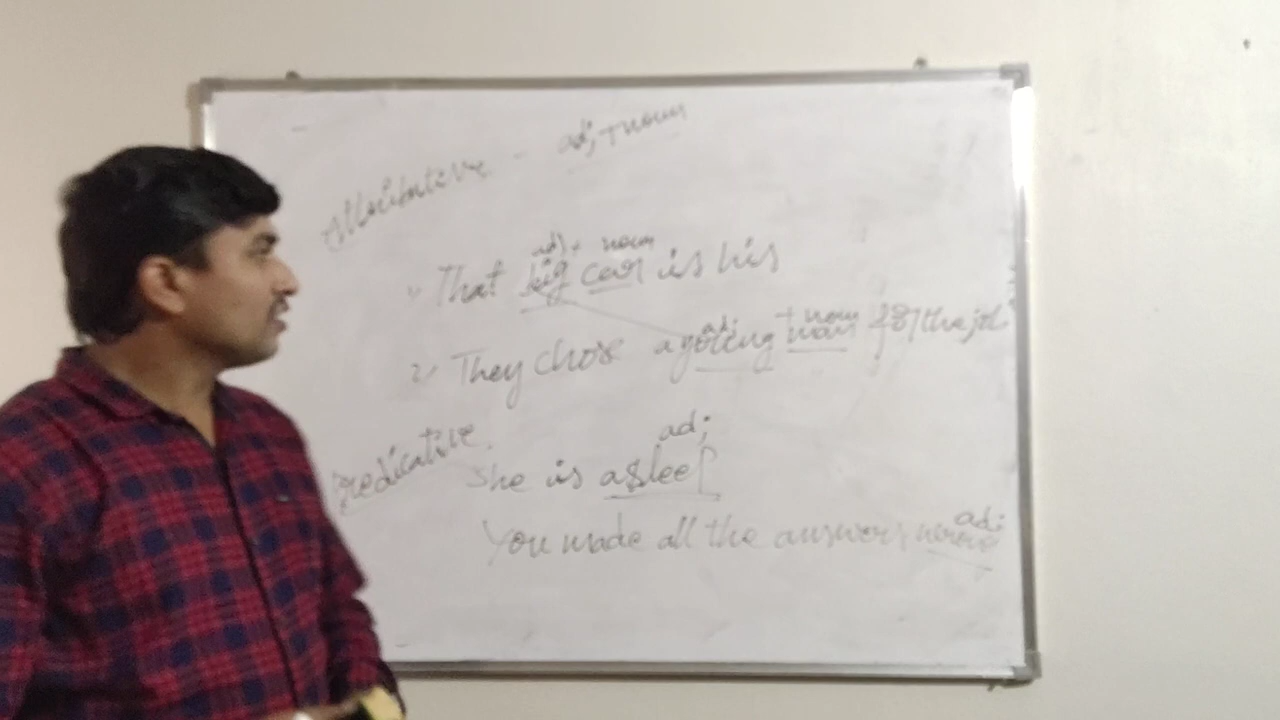 Attributive - adj + noun
adj + noun
1) That big car is his
adj + noun
2) They chose a young man for the job
Predicative.
adj
She is asleep
adj
You made all the answers